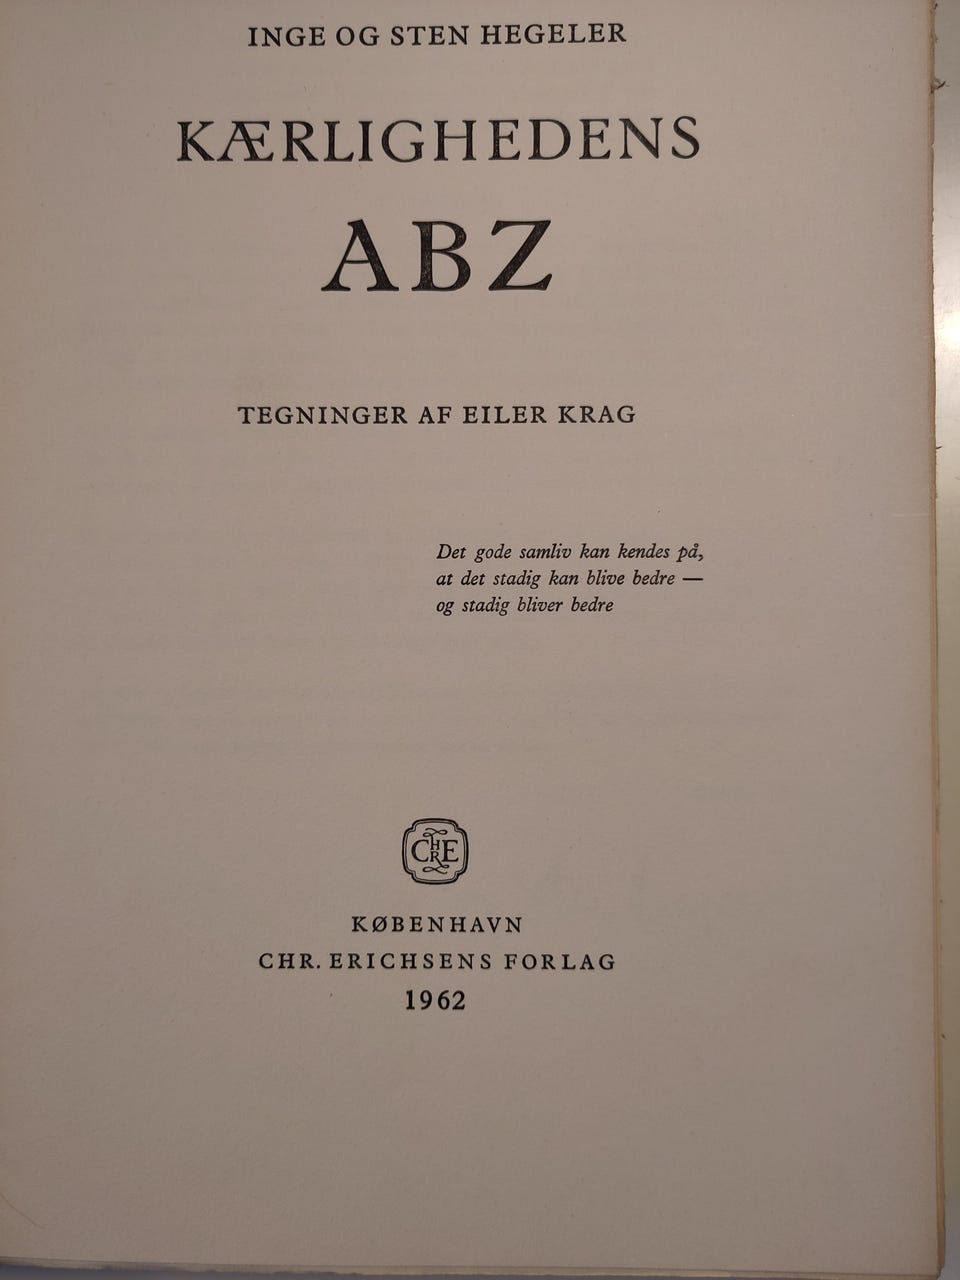 INGE OG STEN HEGELER
KÆRLIGHEDENS
ABZ
TEGNINGER AF EILER KRAG
Det gode samliv kan kendes på,
at det stadig kan blive bedre —
og stadig bliver bedre
CHRE
KØBENHAVN
CHR. ERICHSENS FORLAG
1962